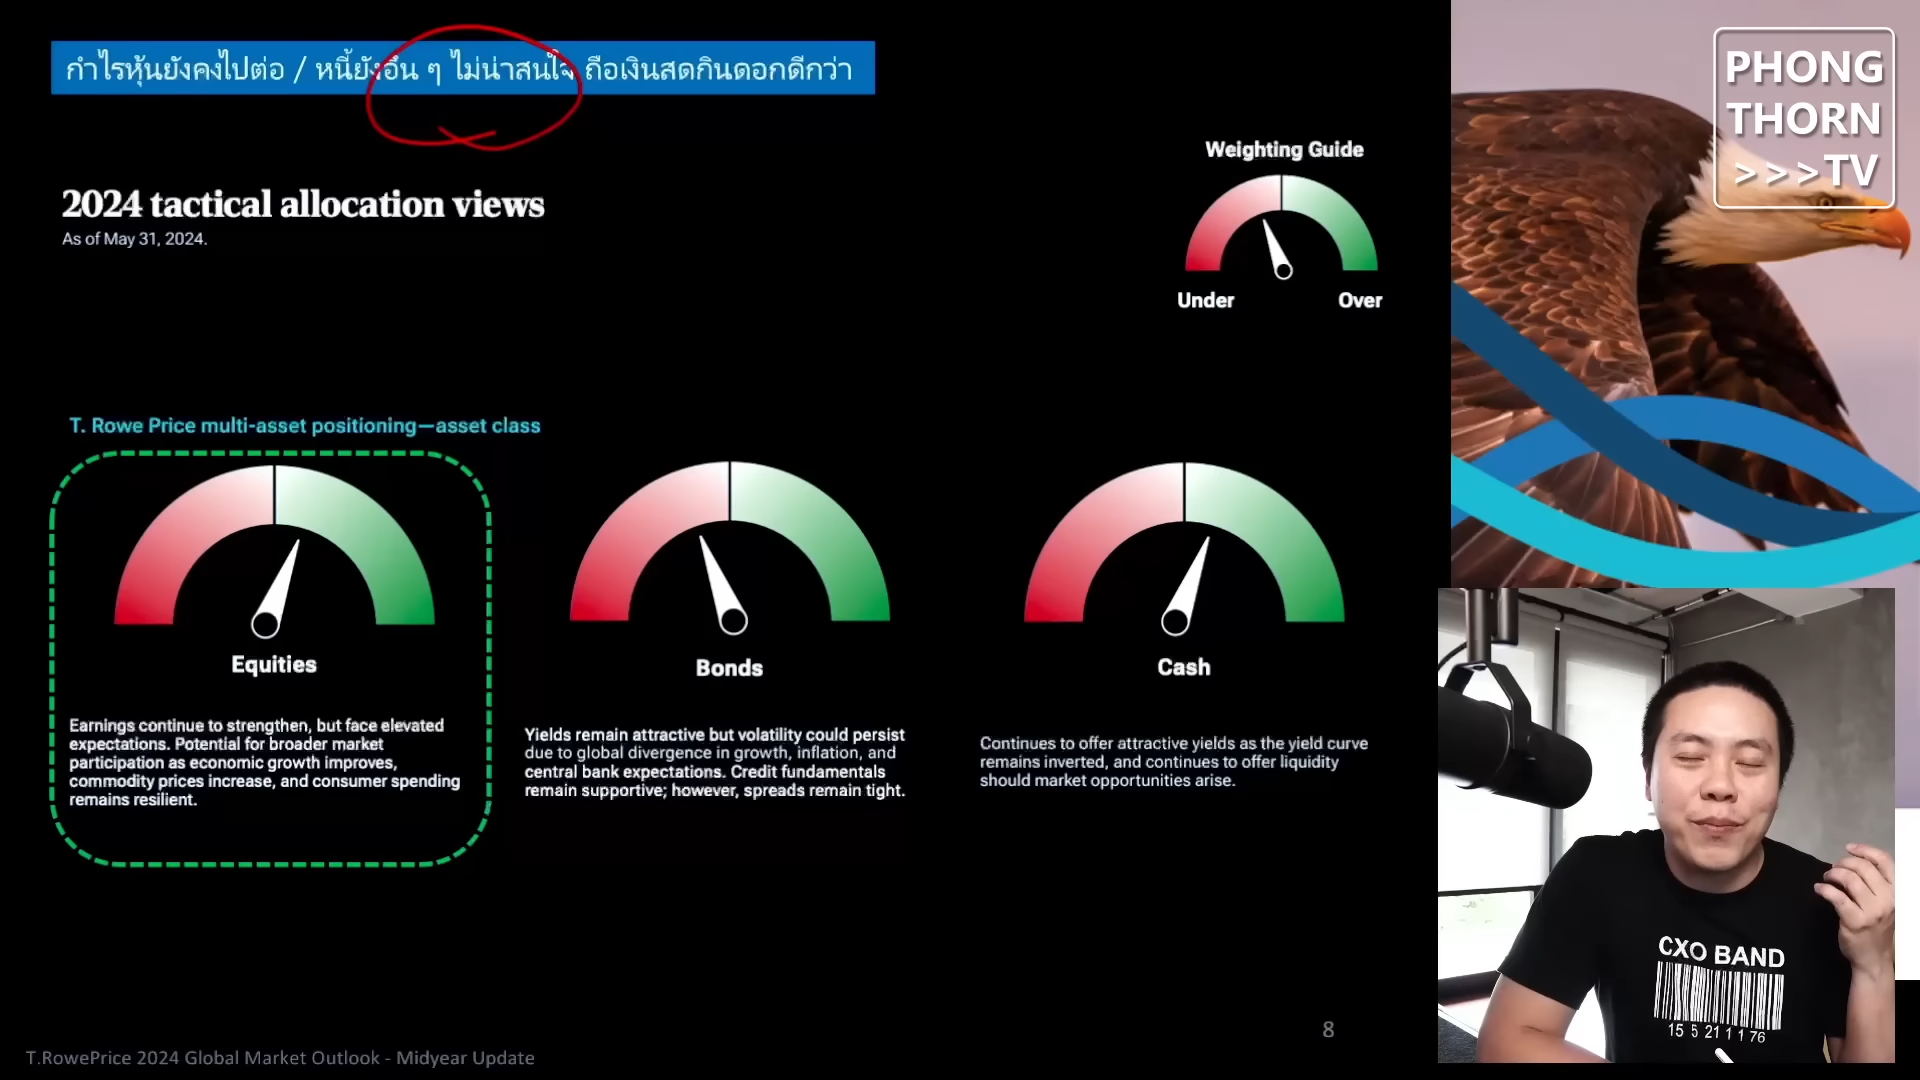 กำไรหุ้นยังคงไปต่อ / หนี้ยังอึน ๆ ไม่น่าสนใจ ถือเงินสดกินดอกดีกว่า
2024 tactical allocation views
As of May 31, 2024.
Weighting Guide
Under Over
PHONG
THORN
>>>TV
T. Rowe Price multi-asset positioning—asset class
Equities
Earnings continue to strengthen, but face elevated
expectations. Potential for broader market
participation as economic growth improves,
commodity prices increase, and consumer spending
remains resilient.
Bonds
Yields remain attractive but volatility could persist
due to global divergence in growth, inflation, and
central bank expectations. Credit fundamentals
remain supportive; however, spreads remain tight.
Cash
Continues to offer attractive yields as the yield curve
remains inverted, and continues to offer liquidity
should market opportunities arise.
CXO BAND
15 5 21 1 1 76
8
T.RowePrice 2024 Global Market Outlook - Midyear Update